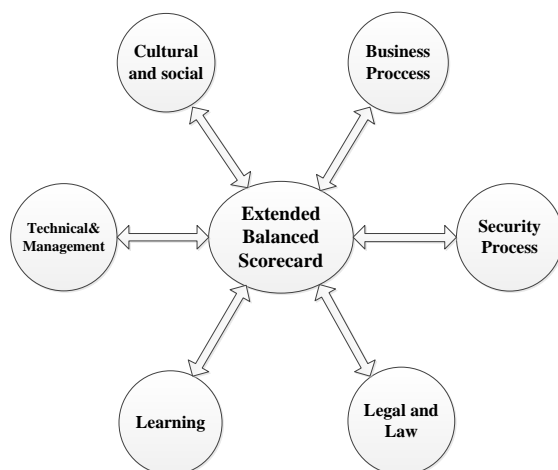 Cultural
and social
Business
Proccess
Technical&
Management
Extended
Balanced
Scorecard
Security
Process
Learning
Legal and
Law